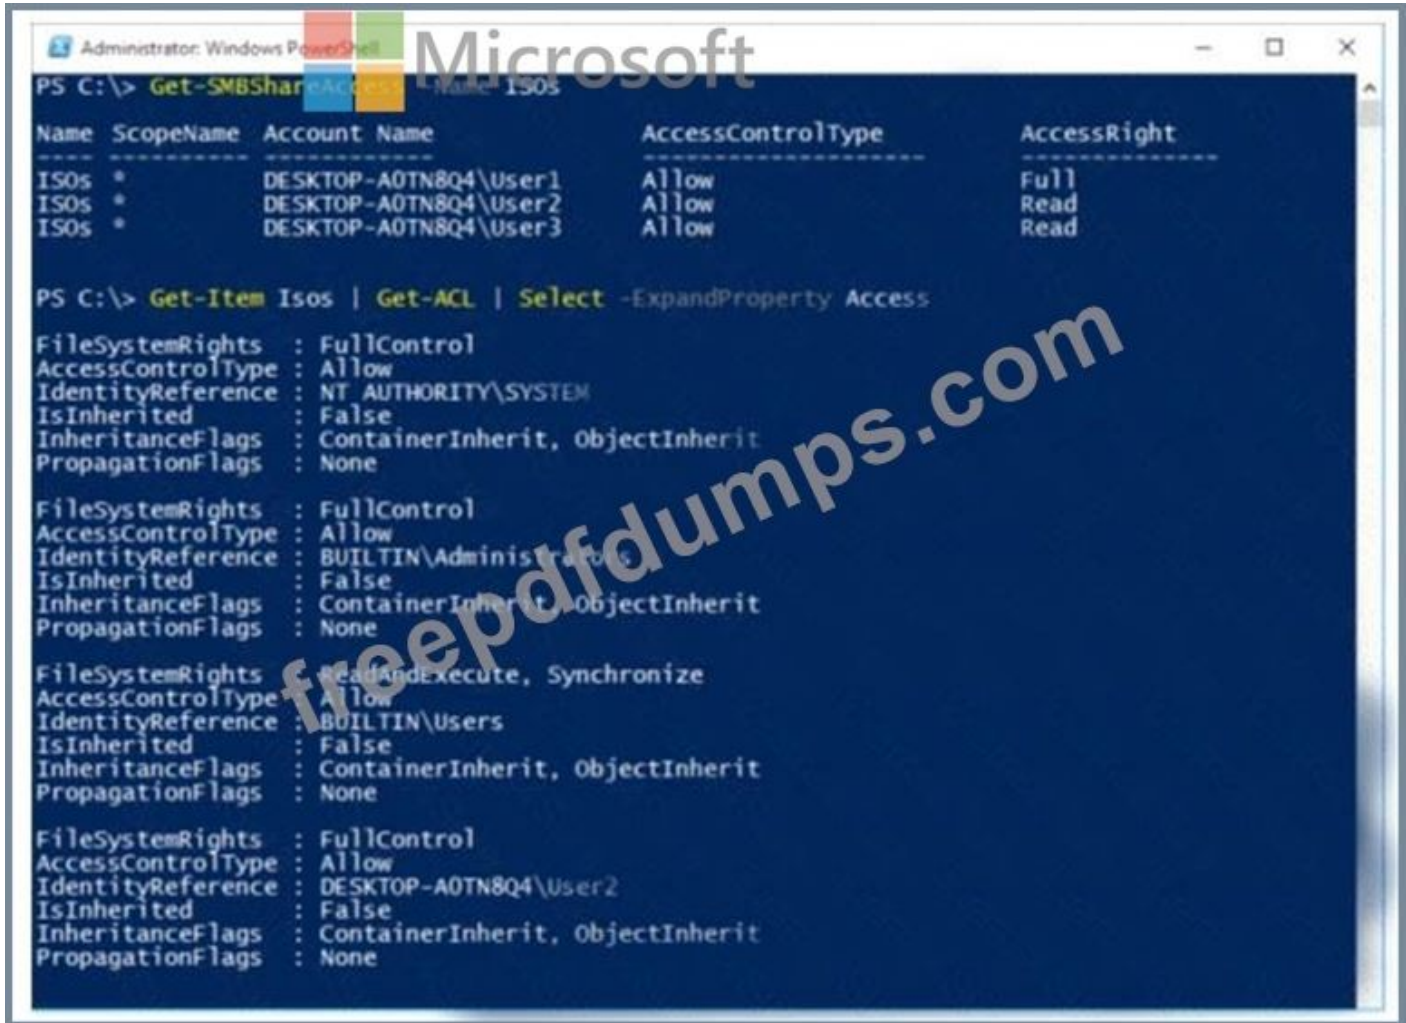 Administrator: Windows PowerShell
Microsoft
PS C:\> Get-SMBShareAccess -Name ISOs
Name ScopeName Account Name AccessControlType AccessRight
---- --------- ------------ ----------------- -----------
ISOs * DESKTOP-A0TN8Q4\User1 Allow Full
ISOs * DESKTOP-A0TN8Q4\User2 Allow Read
ISOs * DESKTOP-A0TN8Q4\User3 Allow Read
PS C:\> Get-Item Isos | Get-ACL | Select -ExpandProperty Access
FileSystemRights : FullControl
AccessControlType : Allow
IdentityReference : NT AUTHORITY\SYSTEM
IsInherited : False
InheritanceFlags : ContainerInherit, ObjectInherit
PropagationFlags : None
FileSystemRights : FullControl
AccessControlType : Allow
IdentityReference : BUILTIN\Administrators
IsInherited : False
InheritanceFlags : ContainerInherit, ObjectInherit
PropagationFlags : None
FileSystemRights : ReadAndExecute, Synchronize
AccessControlType : Allow
IdentityReference : BUILTIN\Users
IsInherited : False
InheritanceFlags : ContainerInherit, ObjectInherit
PropagationFlags : None
FileSystemRights : FullControl
AccessControlType : Allow
IdentityReference : DESKTOP-A0TN8Q4\User2
IsInherited : False
InheritanceFlags : ContainerInherit, ObjectInherit
PropagationFlags : None
freepdfdumps.com